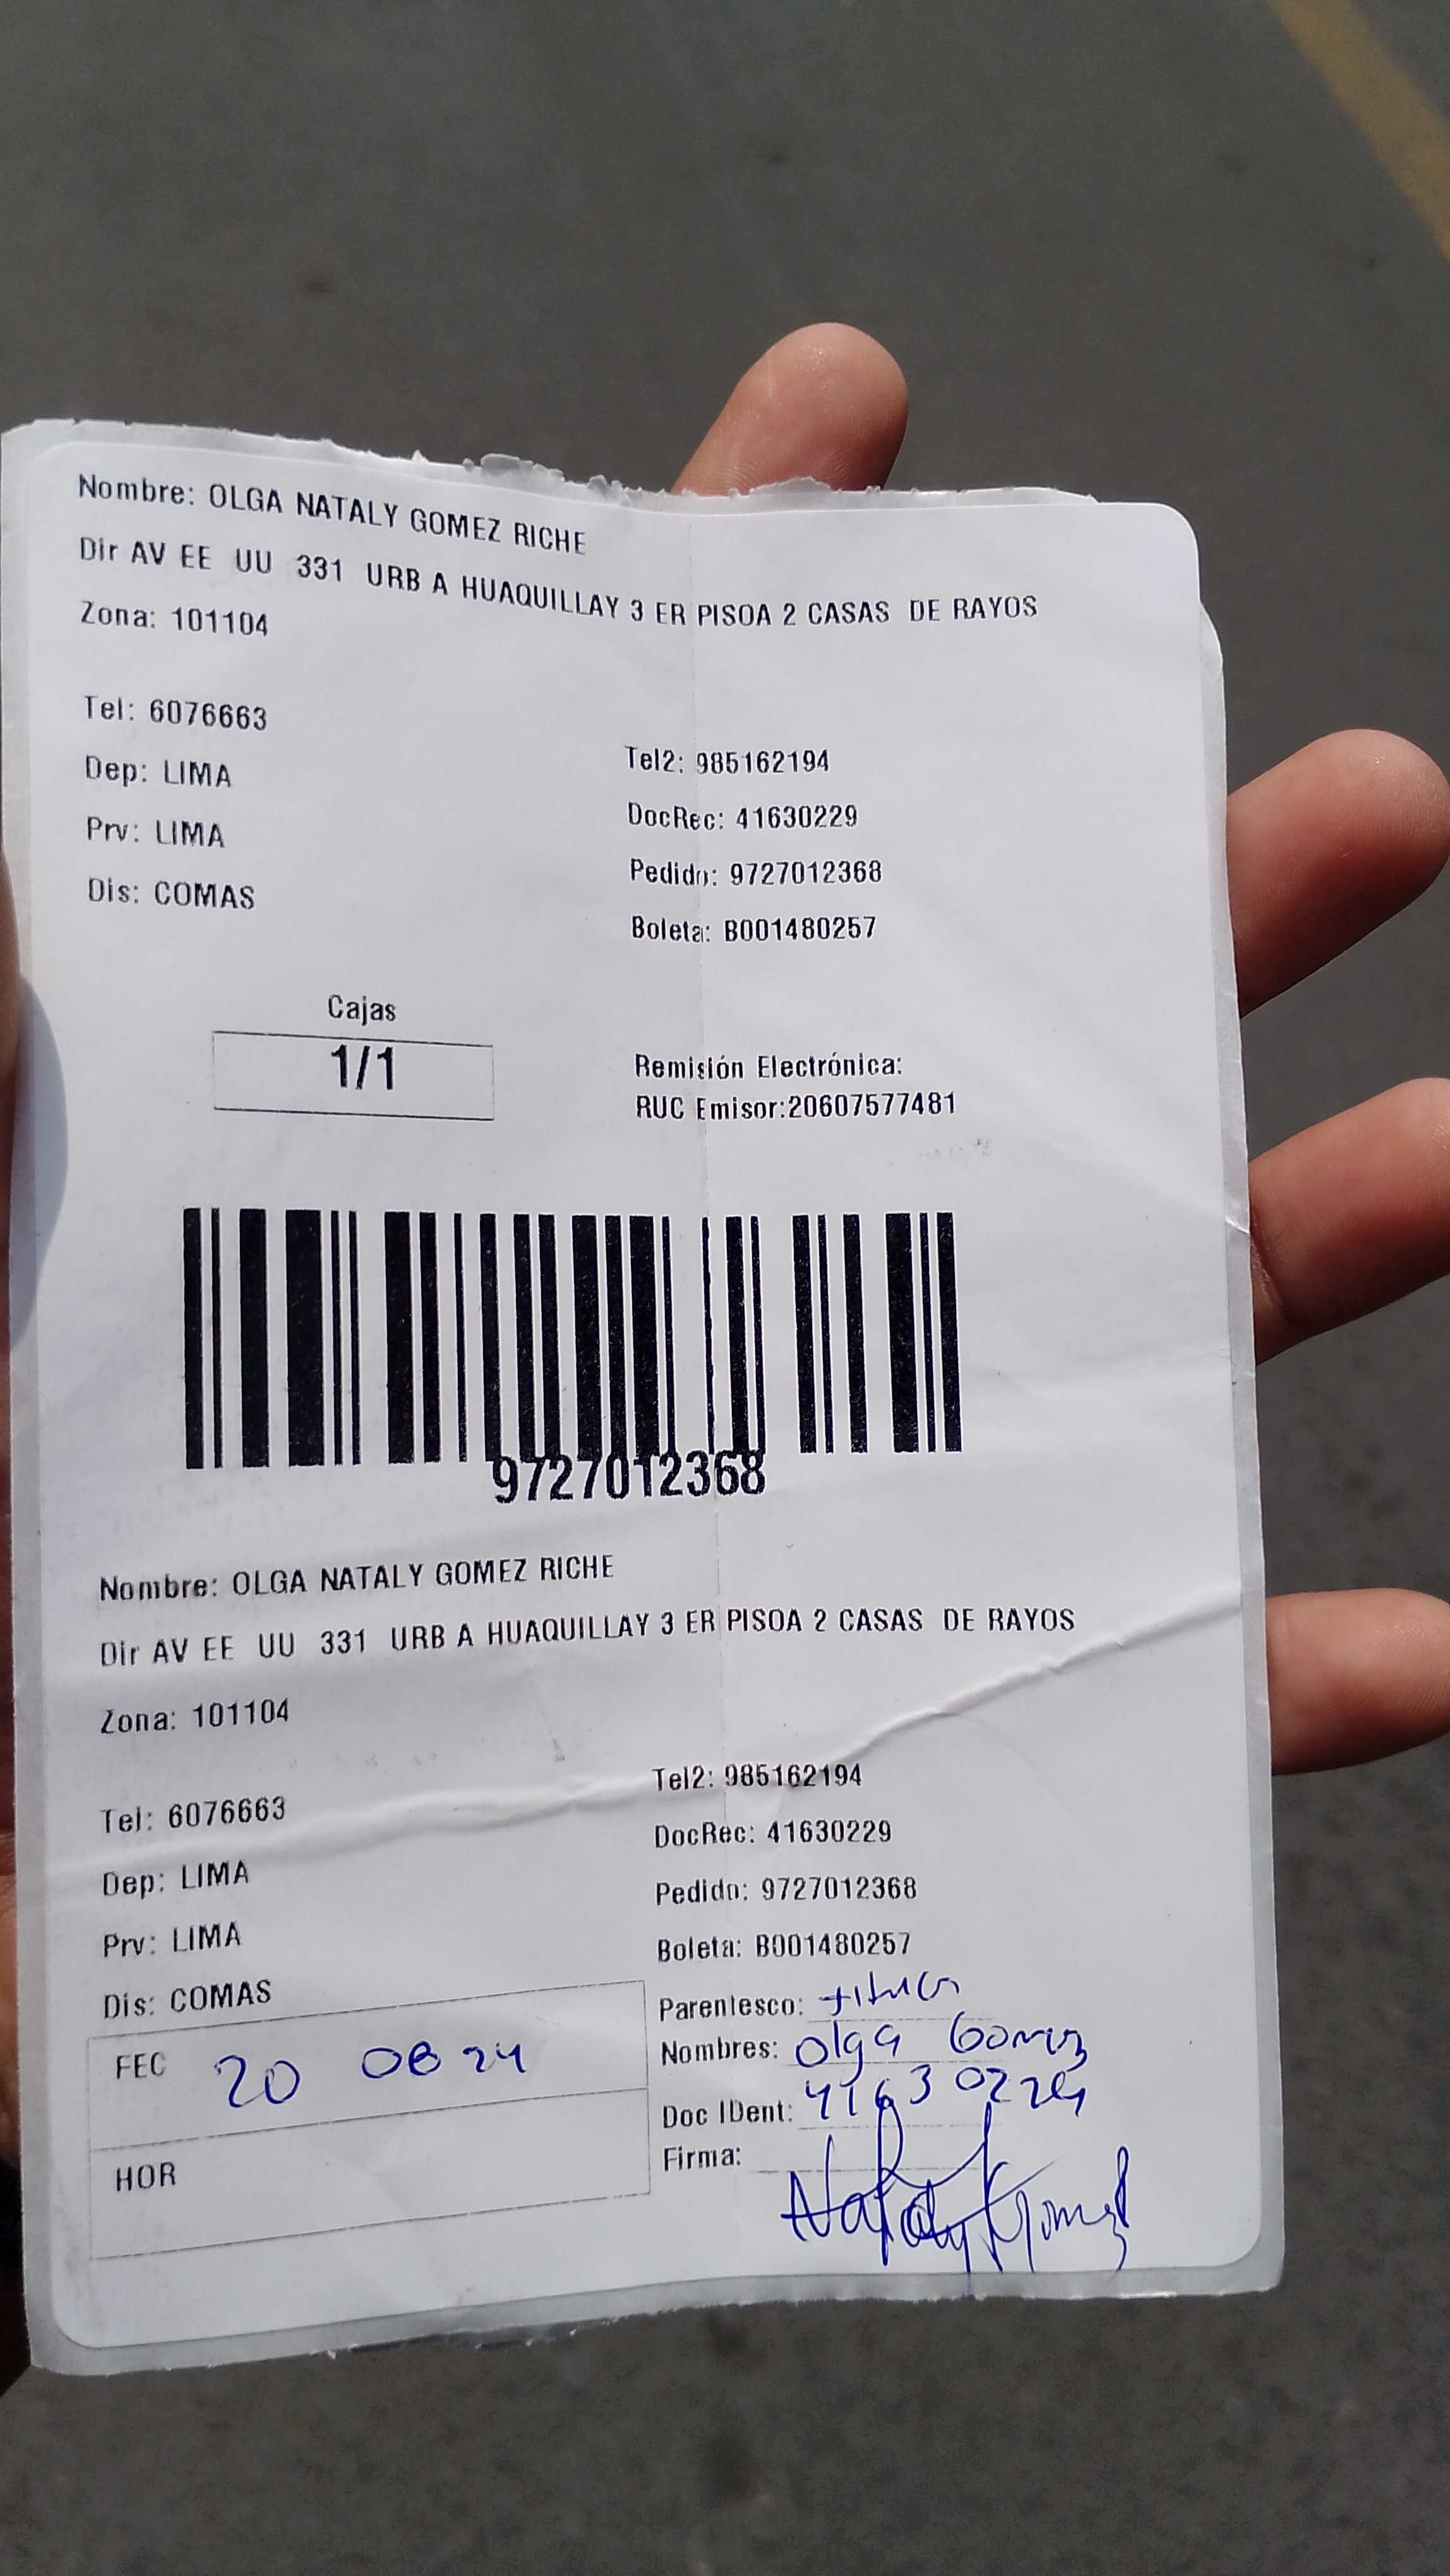 Nombre: OLGA NATALY GOMEZ RICHE
Dir AV EE UU 331 URB A HUAQUILLAY 3 ER PISOA 2 CASAS DE RAYOS
Zona: 101104
Tel: 6076663
Tel2: 985162194
Dep: LIMA
DocRec: 41630229
Prv: LIMA
Pedido: 9727012368
Dis: COMAS
Boleta: B001480257
Cajas
1/1
Remisión Electrónica:
RUC Emisor:20607577481
9727012368
Nombre: OLGA NATALY GOMEZ RICHE
Dir AV EE UU 331 URB A HUAQUILLAY 3 ER PISOA 2 CASAS DE RAYOS
Zona: 101104
Tel: 6076663
Tel2: 985162194
Dep: LIMA
DocRec: 41630229
Prv: LIMA
Pedido: 9727012368
Dis: COMAS
Boleta: B001480257
Parentesco:
FEC 20 08 24
Nombres: Olga Gomez
Doc IDent: 41630229
HOR
Firma: Nataly Gomez